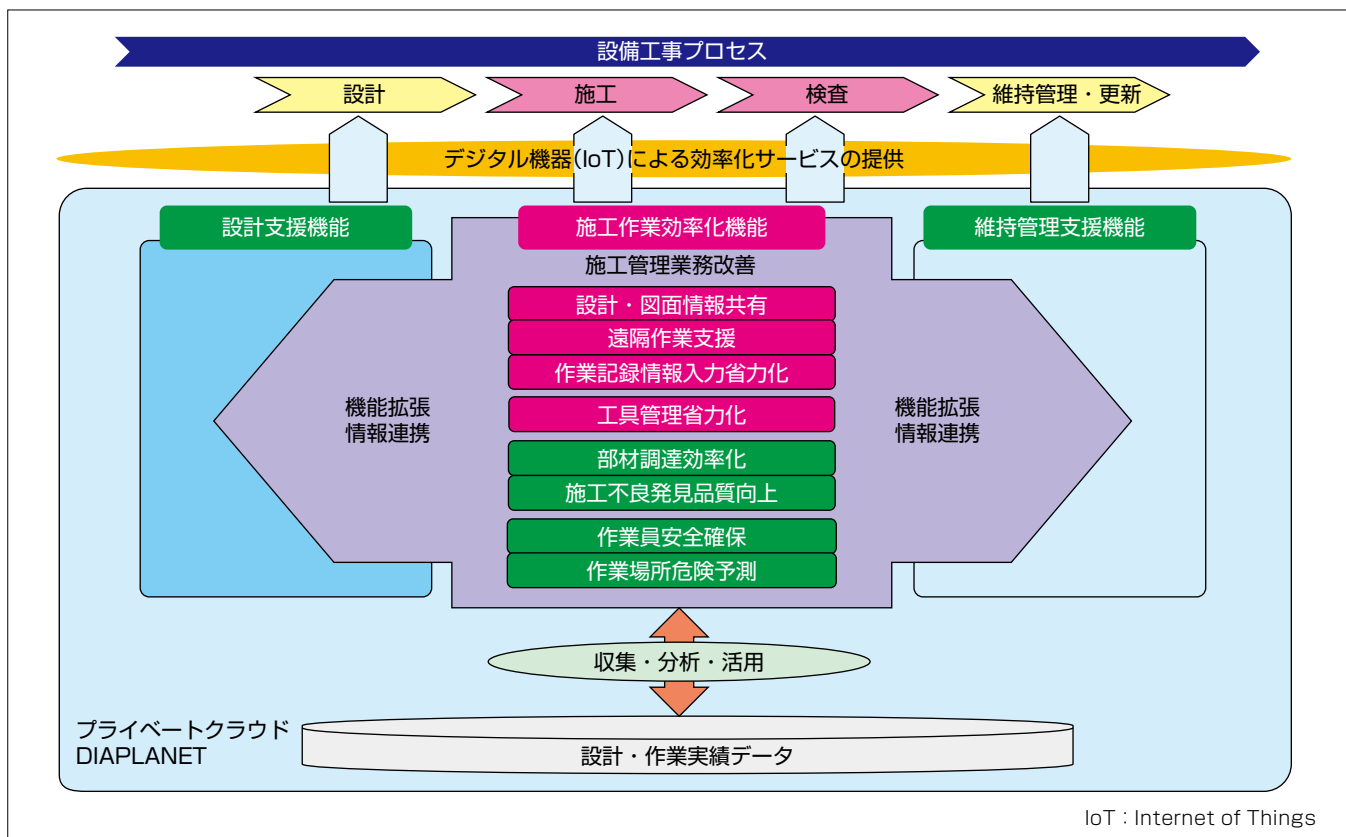 設備工事プロセス
設計
施工
検査
維持管理・更新
デジタル機器(IoT)による効率化サービスの提供
設計支援機能
施工作業効率化機能
維持管理支援機能
施工管理業務改善
設計・図面情報共有
遠隔作業支援
作業記録情報入力省力化
工具管理省力化
部材調達効率化
施工不良発見品質向上
作業員安全確保
作業場所危険予測
機能拡張
情報連携
機能拡張
情報連携
収集・分析・活用
プライベートクラウド
DIAPLANET
設計・作業実績データ
IoT:Internet of Things